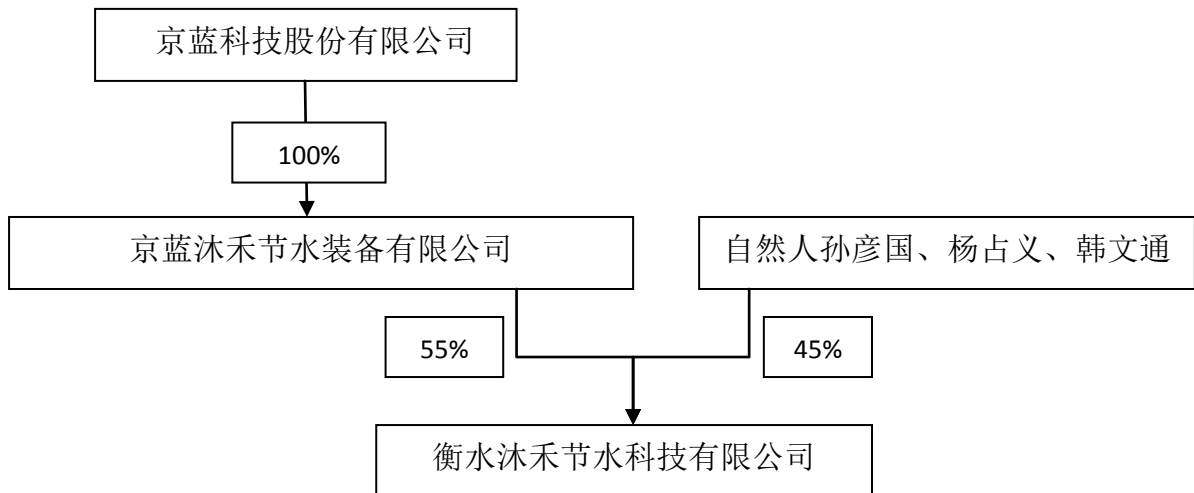 京蓝科技股份有限公司
100%
京蓝沐禾节水装备有限公司
自然人孙彦国、杨占义、韩文通
55%
45%
衡水沐禾节水科技有限公司